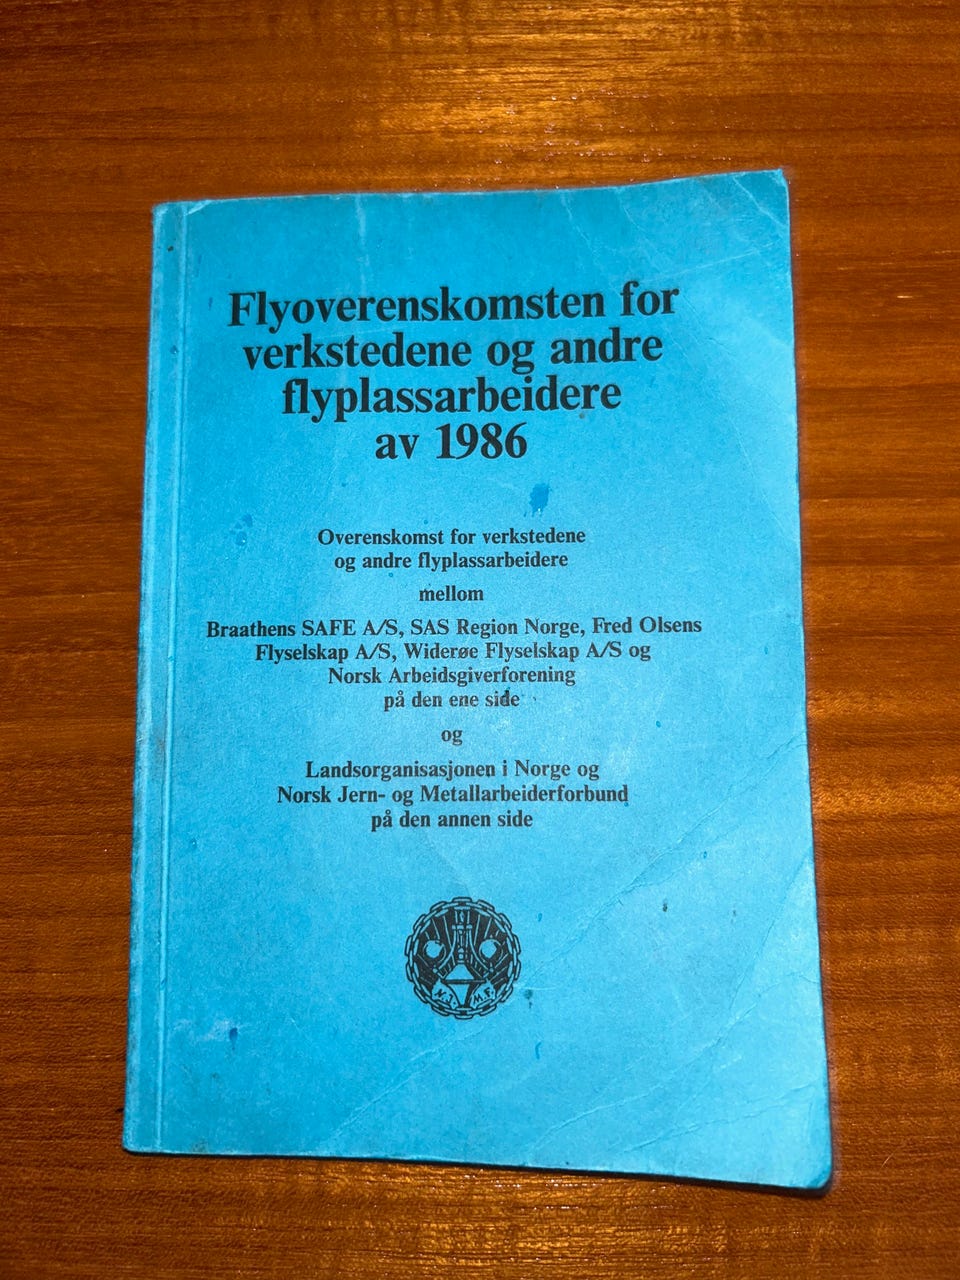 Flyoverenskomsten for
verkstedene og andre
flyplassarbeidere
av 1986
Overenskomst for verkstedene
og andre flyplassarbeidere
mellom
Braathens SAFE A/S, SAS Region Norge, Fred Olsens
Flyselskap A/S, Widerøe Flyselskap A/S og
Norsk Arbeidsgiverforening
på den ene side
og
Landsorganisasjonen i Norge og
Norsk Jern- og Metallarbeiderforbund
på den annen side
N.J. M.F.